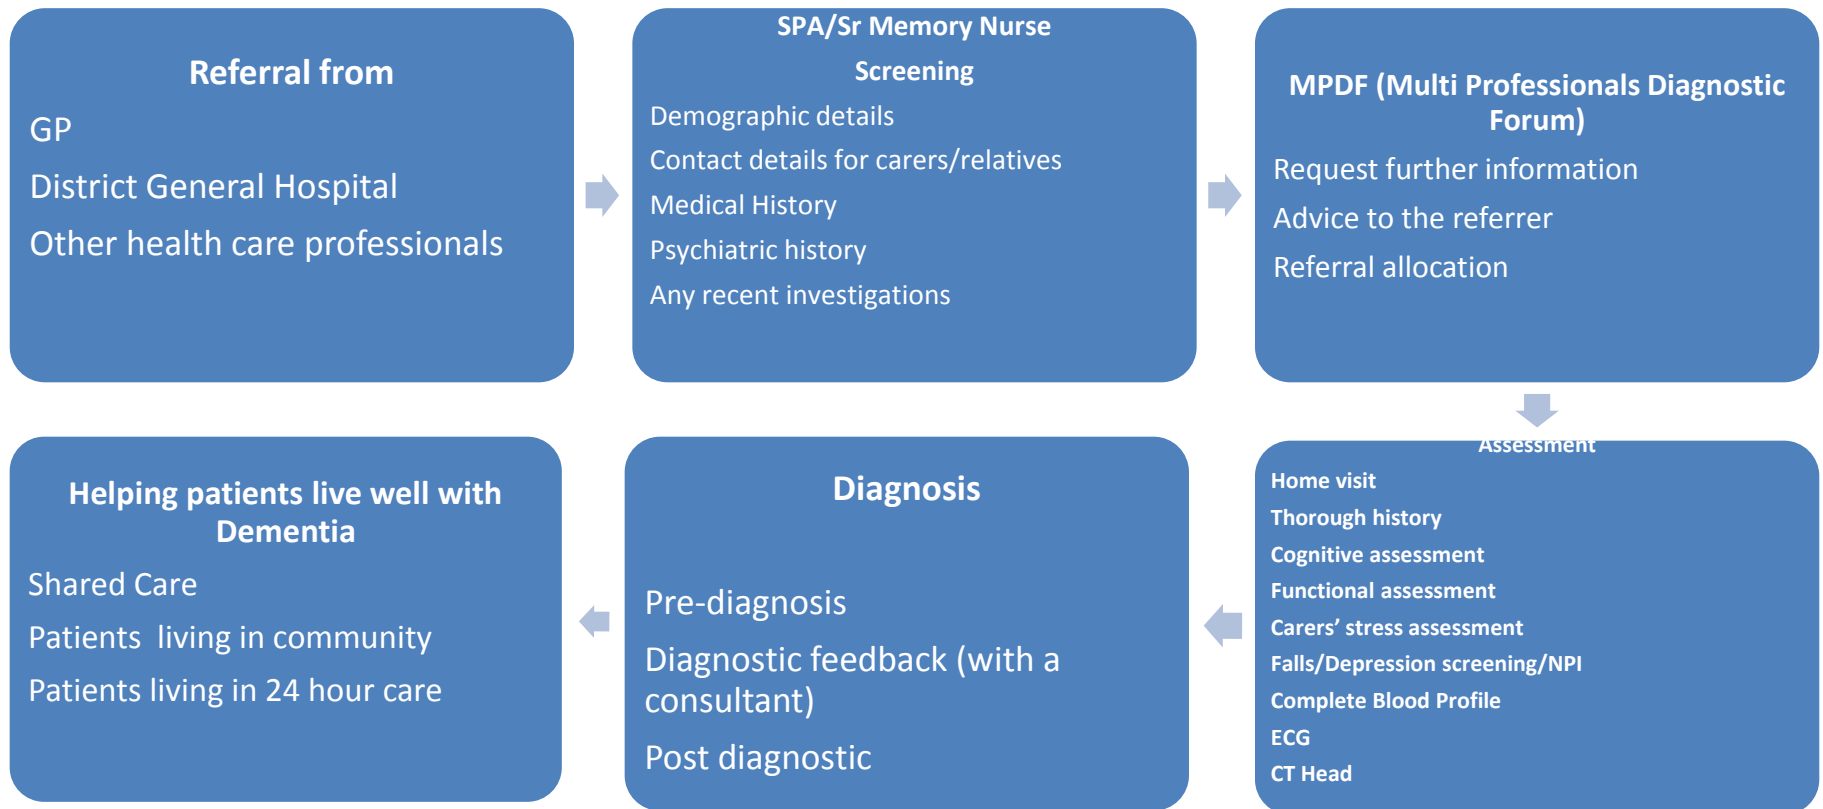 Referral from
GP
District General Hospital
Other health care professionals
SPA/Sr Memory Nurse
Screening
Demographic details
Contact details for carers/relatives
Medical History
Psychiatric history
Any recent investigations
MPDF (Multi Professionals Diagnostic
Forum)
Request further information
Advice to the referrer
Referral allocation
Assessment
Home visit
Thorough history
Cognitive assessment
Functional assessment
Carers’ stress assessment
Falls/Depression screening/NPI
Complete Blood Profile
ECG
CT Head
Diagnosis
Pre-diagnosis
Diagnostic feedback (with a
consultant)
Post diagnostic
Helping patients live well with
Dementia
Shared Care
Patients  living in community
Patients living in 24 hour care